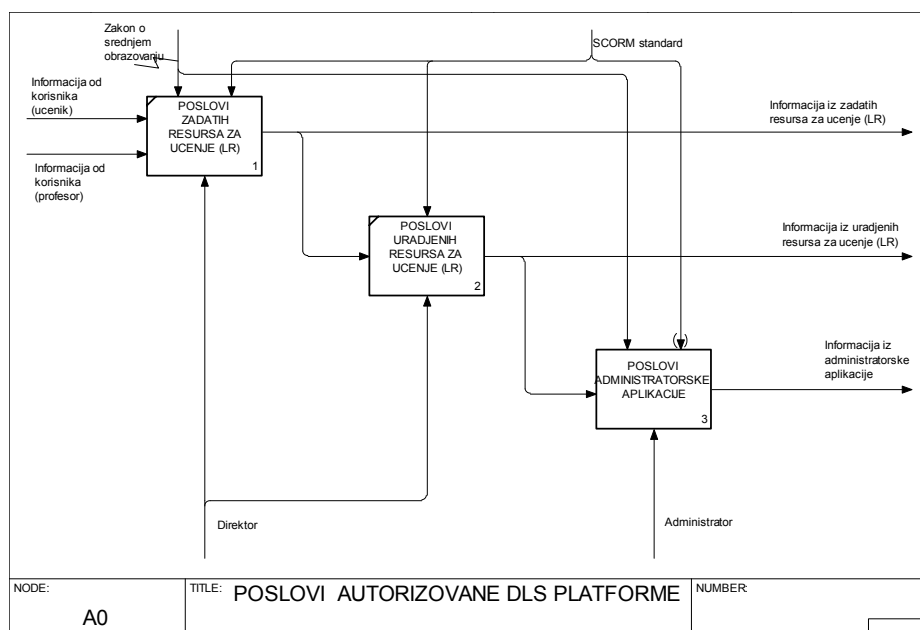 Zakon o
srednjem
obrazovanju
SCORM standard
Informacija od
korisnika
(ucenik)
POSLOVI
ZADATIH
RESURSA ZA
UCENJE (LR)
1
Informacija iz zadatih
resursa za ucenje (LR)
Informacija od
korisnika
(profesor)
POSLOVI
URADJENIH
RESURSA ZA
UCENJE (LR)
2
Informacija iz uradjenih
resursa za ucenje (LR)
POSLOVI
ADMINISTRATORSKE
APLIKACIJE
3
Informacija iz
administratorske
aplikacije
Direktor
Administrator
NODE:
A0
TITLE: POSLOVI AUTORIZOVANE DLS PLATFORME
NUMBER: